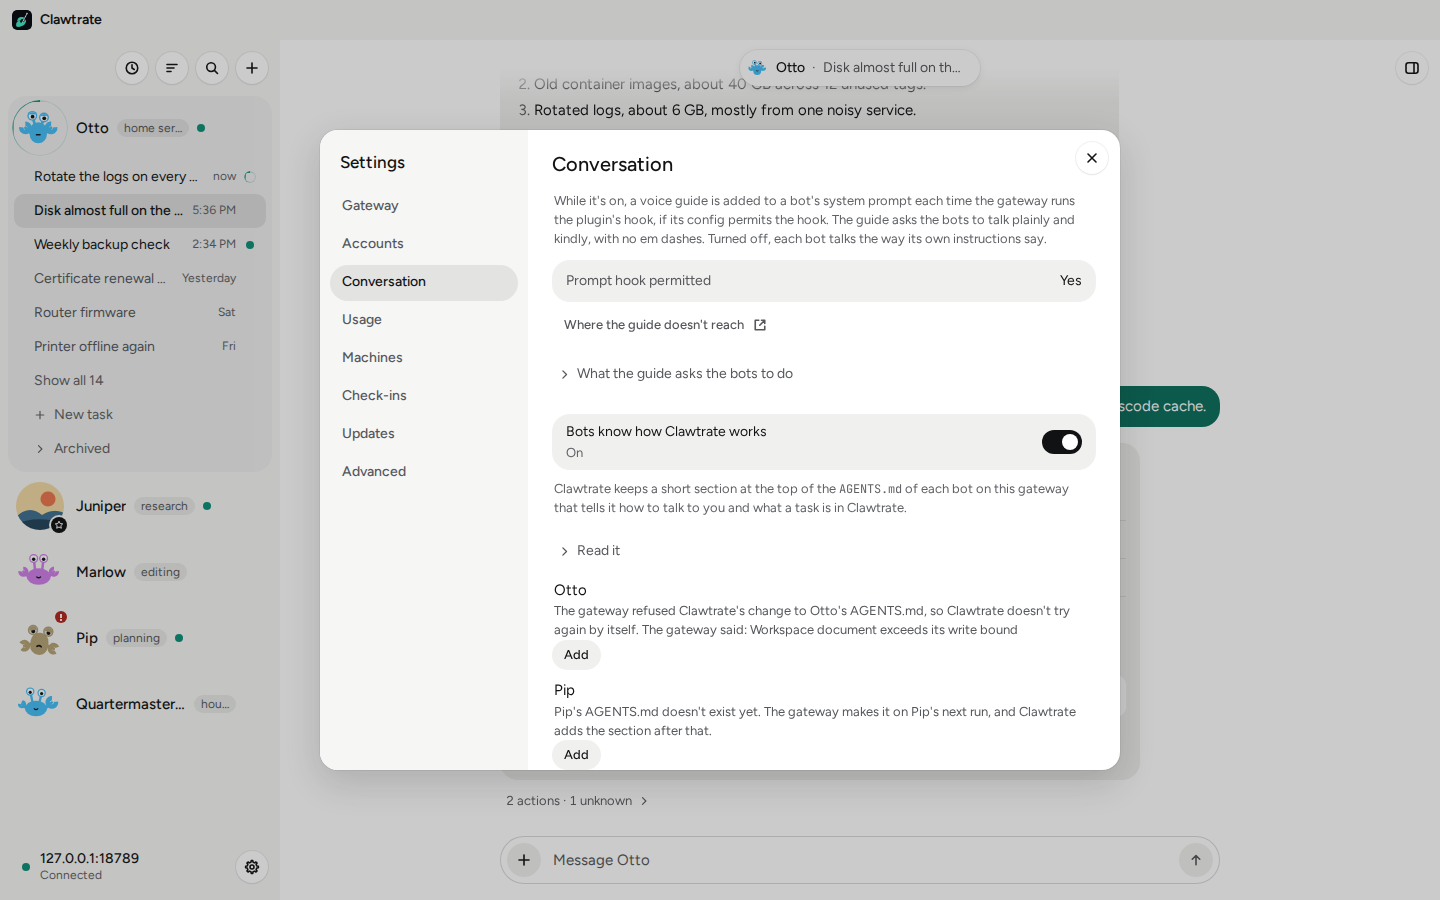 Clawtrate
Otto home ser...
Rotate the logs on every ... now
Disk almost full on the ... 5:36 PM
Weekly backup check 2:34 PM
Certificate renewal ... Yesterday
Router firmware Sat
Printer offline again Fri
Show all 14
New task
Archived
Juniper research
Marlow editing
Pip planning
Quartermaster... hou...
127.0.0.1:18789
Connected
Otto · Disk almost full on th...
2. Old container images, about 40 GB across 12 unused tags.
3. Rotated logs, about 6 GB, mostly from one noisy service.
scode cache.
Settings
Gateway
Accounts
Conversation
Usage
Machines
Check-ins
Updates
Advanced
Conversation
While it's on, a voice guide is added to a bot's system prompt each time the gateway runs
the plugin's hook, if its config permits the hook. The guide asks the bots to talk plainly and
kindly, with no em dashes. Turned off, each bot talks the way its own instructions say.
Prompt hook permitted Yes
Where the guide doesn't reach
What the guide asks the bots to do
Bots know how Clawtrate works
On
Clawtrate keeps a short section at the top of the AGENTS.md of each bot on this gateway
that tells it how to talk to you and what a task is in Clawtrate.
Read it
Otto
The gateway refused Clawtrate's change to Otto's AGENTS.md, so Clawtrate doesn't try
again by itself. The gateway said: Workspace document exceeds its write bound
Add
Pip
Pip's AGENTS.md doesn't exist yet. The gateway makes it on Pip's next run, and Clawtrate
adds the section after that.
Add
2 actions · 1 unknown
Message Otto